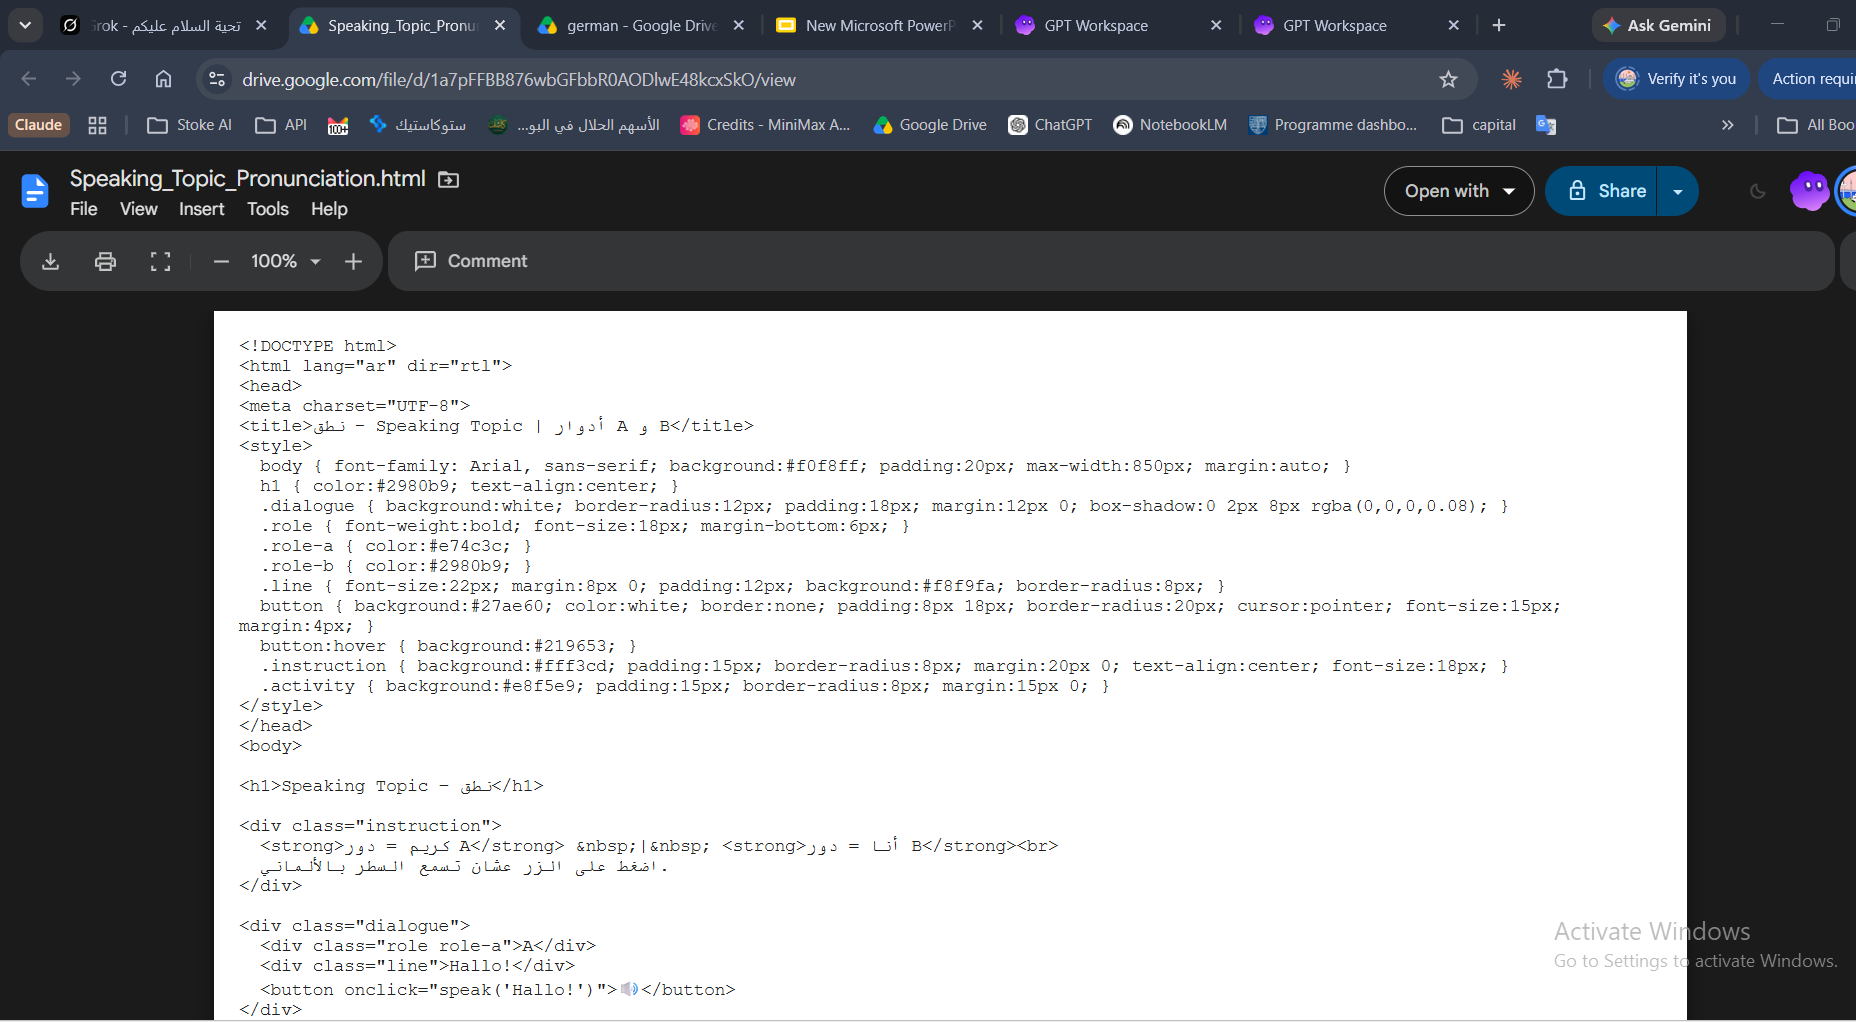 Grok - تحية السلام عليكم
Speaking_Topic_Pronu
german - Google Drive
New Microsoft PowerP
GPT Workspace
GPT Workspace
Ask Gemini
drive.google.com/file/d/1a7pFFBB876wbGFbbR0AODlwE48kcxSkO/view
Verify it's you
Action requi
Claude
Stoke AI
API
ستوكاستيك
الأسهم الحلال في البو...
Credits - MiniMax A...
Google Drive
ChatGPT
NotebookLM
Programme dashbo...
capital
All Boo
Speaking_Topic_Pronunciation.html
File View Insert Tools Help
Open with
Share
100%
Comment
<!DOCTYPE html>
<html lang="ar" dir="rtl">
<head>
<meta charset="UTF-8">
<title>نطق - Speaking Topic | أدوار A و B</title>
<style>
body { font-family: Arial, sans-serif; background:#f0f8ff; padding:20px; max-width:850px; margin:auto; }
h1 { color:#2980b9; text-align:center; }
.dialogue { background:white; border-radius:12px; padding:18px; margin:12px 0; box-shadow:0 2px 8px rgba(0,0,0,0.08); }
.role { font-weight:bold; font-size:18px; margin-bottom:6px; }
.role-a { color:#e74c3c; }
.role-b { color:#2980b9; }
.line { font-size:22px; margin:8px 0; padding:12px; background:#f8f9fa; border-radius:8px; }
button { background:#27ae60; color:white; border:none; padding:8px 18px; border-radius:20px; cursor:pointer; font-size:15px;
margin:4px; }
button:hover { background:#219653; }
.instruction { background:#fff3cd; padding:15px; border-radius:8px; margin:20px 0; text-align:center; font-size:18px; }
.activity { background:#e8f5e9; padding:15px; border-radius:8px; margin:15px 0; }
</style>
</head>
<body>
<h1>Speaking Topic - نطق</h1>
<div class="instruction">
<strong>كريم = دور A</strong> &nbsp;|&nbsp; <strong>أنا = دور B</strong><br>
اضغط على الزر عشان تسمع السطر بالألماني.
</div>
<div class="dialogue">
<div class="role role-a">A</div>
<div class="line">Hallo!</div>
<button onclick="speak('Hallo!')">🔊</button>
</div>
Activate Windows
Go to Settings to activate Windows.